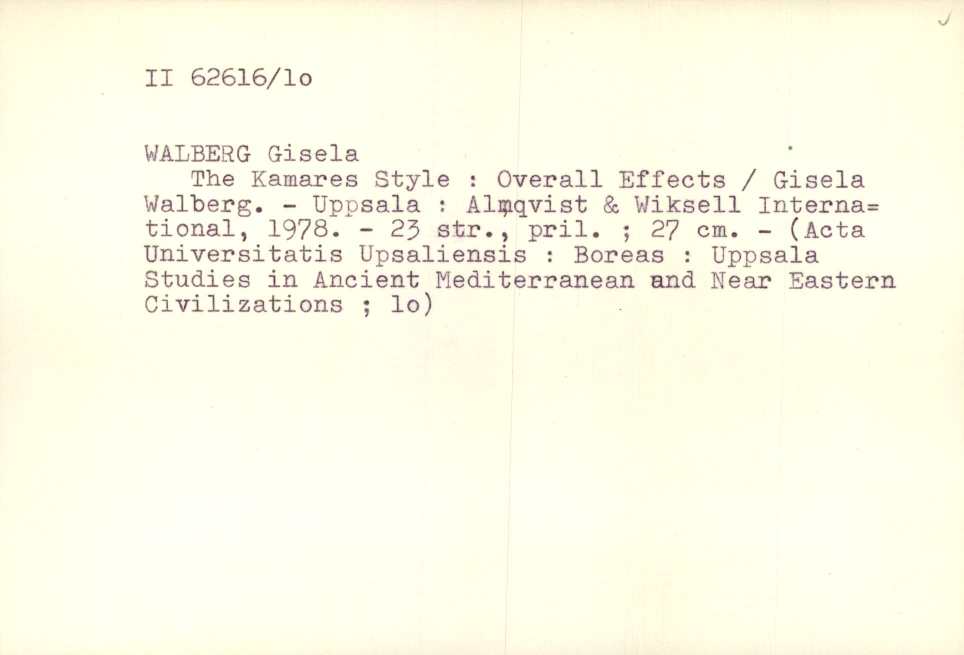 II 62616/lo
WALBERG Gisela
The Kamares Style : Overall Effects / Gisela
Walberg. - Uppsala : Almqvist & Wiksell Interna=
tional, 1978. - 23 str., pril. ; 27 cm. - (Acta
Universitatis Upsaliensis : Boreas : Uppsala
Studies in Ancient Mediterranean and Near Eastern
Civilizations ; lo)